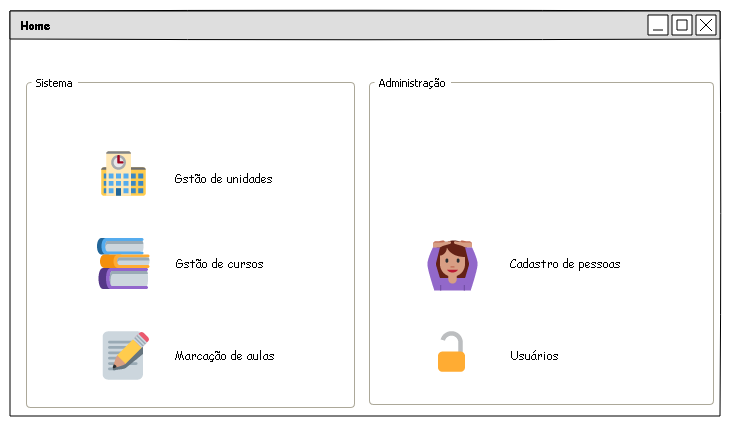 Home
Sistema
Gstão de unidades
Gstão de cursos
Marcação de aulas
Administração
Cadastro de pessoas
Usuários